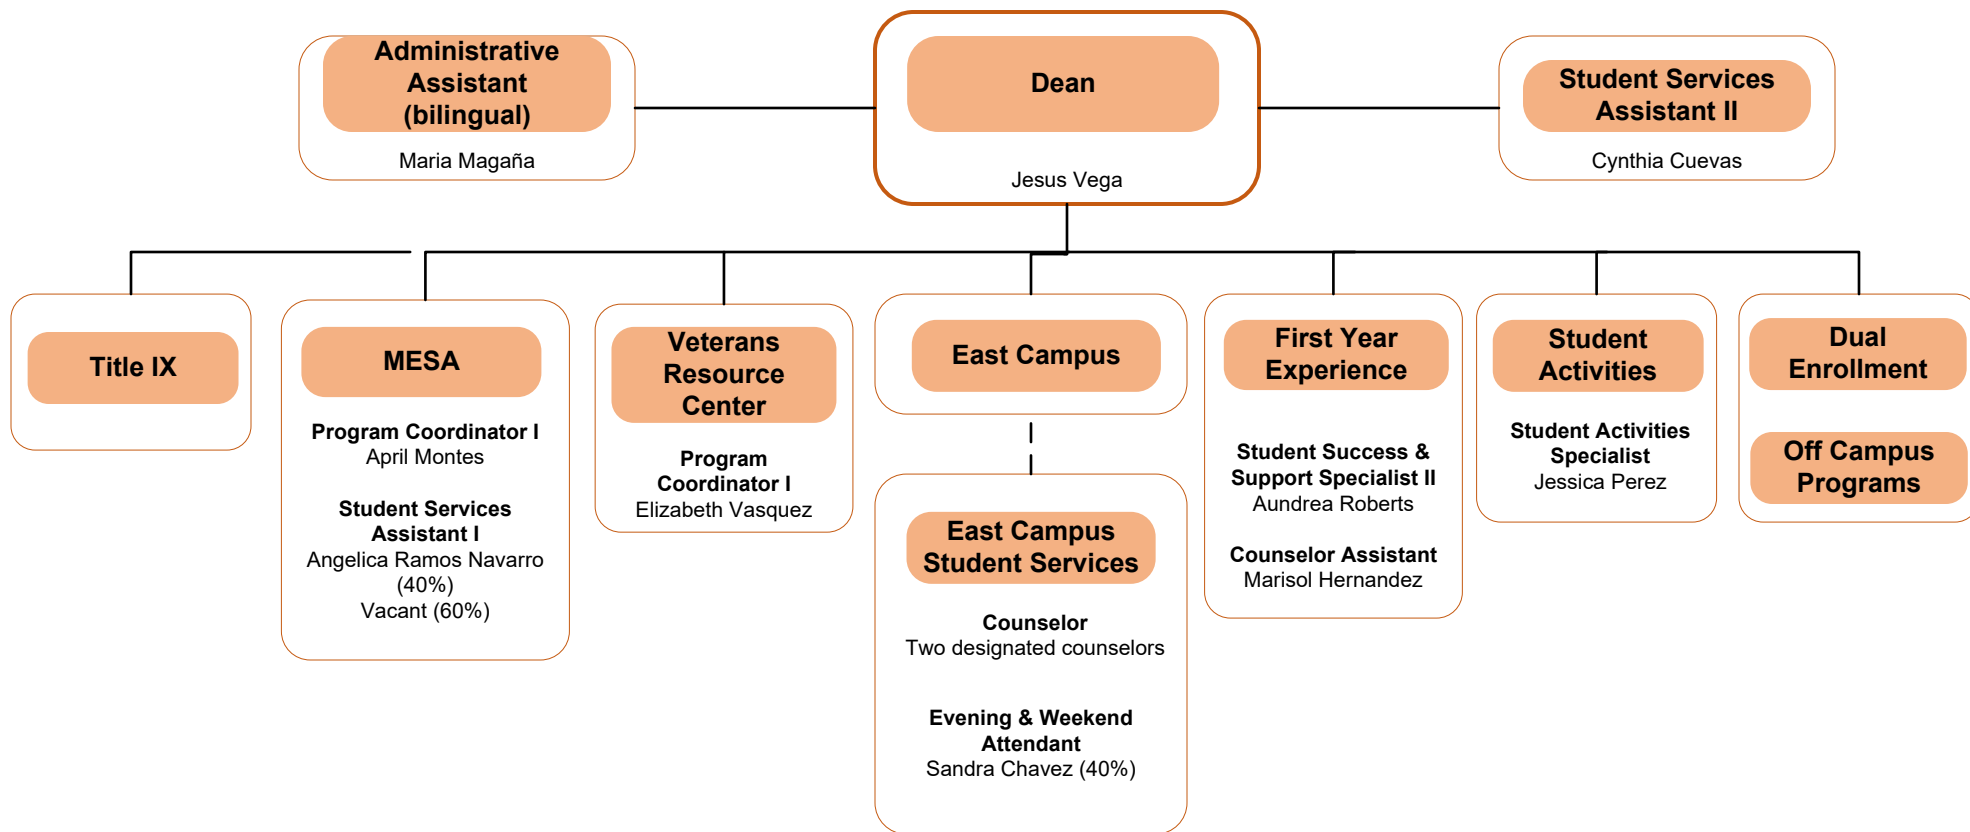 Administrative
Assistant
(bilingual)
Maria Magaña
Dean
Jesus Vega
Student Services
Assistant II
Cynthia Cuevas
Title IX
MESA
Program Coordinator I
April Montes
Student Services
Assistant I
Angelica Ramos Navarro
(40%)
Vacant (60%)
Veterans
Resource
Center
Program
Coordinator I
Elizabeth Vasquez
East Campus
East Campus
Student Services
Counselor
Two designated counselors
Evening & Weekend
Attendant
Sandra Chavez (40%)
First Year
Experience
Student Success &
Support Specialist II
Aundrea Roberts
Counselor Assistant
Marisol Hernandez
Student
Activities
Student Activities
Specialist
Jessica Perez
Dual
Enrollment
Off Campus
Programs